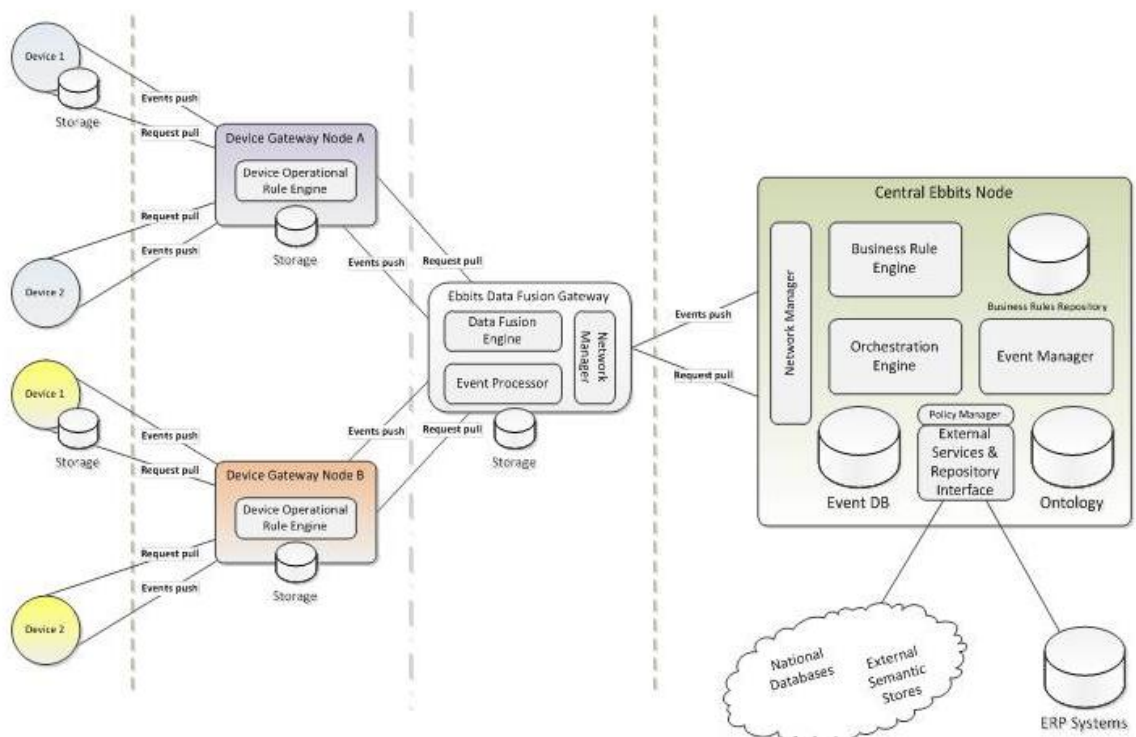 Device 1
Storage
Events push
Request pull
Device Gateway Node A
Device Operational
Rule Engine
Storage
Request pull
Events push
Device 2
Events push
Request pull
Ebbits Data Fusion Gateway
Data Fusion
Engine
Event Processor
Network
Manager
Storage
Device 1
Storage
Events push
Request pull
Events push
Request pull
Device Gateway Node B
Device Operational
Rule Engine
Storage
Request pull
Events push
Device 2
Events push
Request pull
Central Ebbits Node
Network Manager
Business Rule
Engine
Business Rules Repository
Orchestration
Engine
Event Manager
Policy Manager
External
Services &
Repository
Interface
Event DB
Ontology
National
Databases
External
Semantic
Stores
ERP Systems